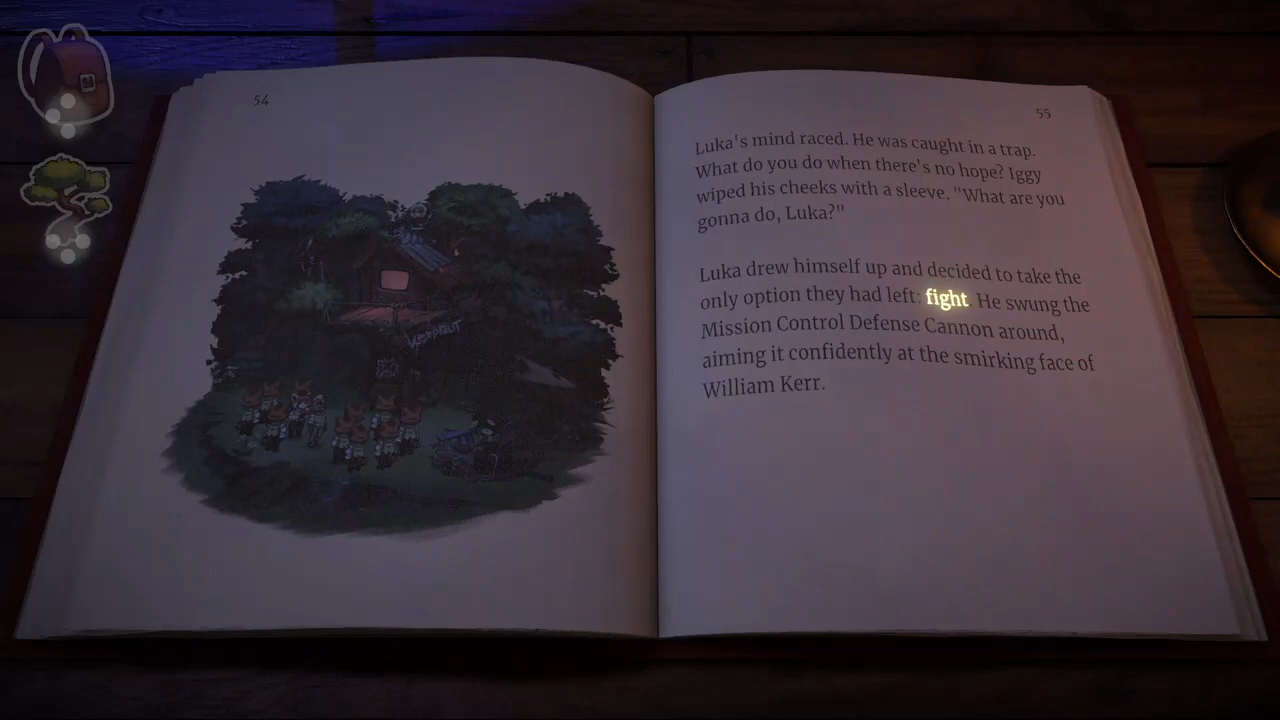 54
55
Luka's mind raced. He was caught in a trap.
What do you do when there's no hope? Iggy
wiped his cheeks with a sleeve. "What are you
gonna do, Luka?"
Luka drew himself up and decided to take the
only option they had left: fight. He swung the
Mission Control Defense Cannon around,
aiming it confidently at the smirking face of
William Kerr.